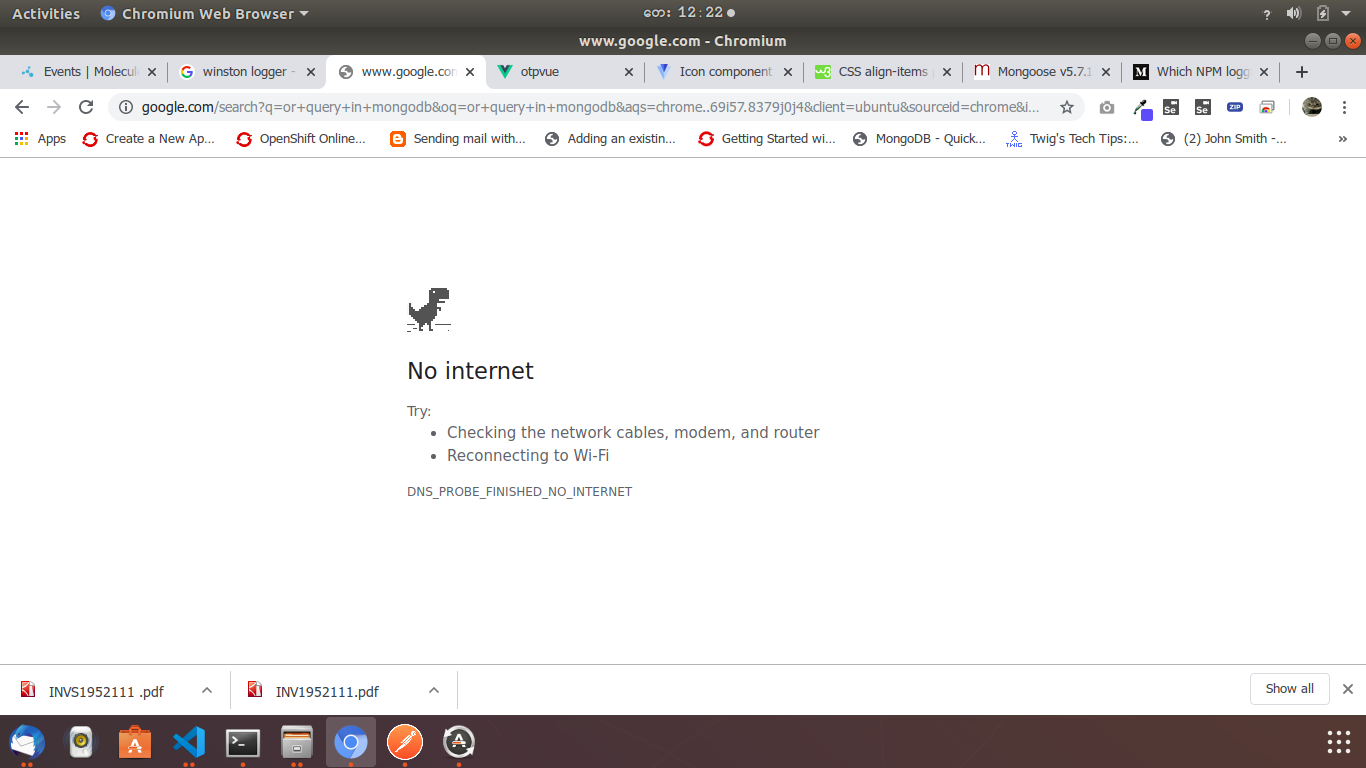 Activities Chromium Web Browser တေး 12:22
www.google.com - Chromium
Events | Molecul winston logger - www.google.con otpvue Icon component CSS align-items Mongoose v5.7.1 Which NPM logg
google.com/search?q=or+query+in+mongodb&oq=or+query+in+mongodb&aqs=chrome..69i57.8379j0j4&client=ubuntu&sourceid=chrome&i...
Apps Create a New Ap... OpenShift Online... Sending mail with... Adding an existin... Getting Started wi... MongoDB - Quick... Twig's Tech Tips:... (2) John Smith -... »
No internet
Try:
• Checking the network cables, modem, and router
• Reconnecting to Wi-Fi
DNS_PROBE_FINISHED_NO_INTERNET
INVS1952111 .pdf INV1952111.pdf Show all